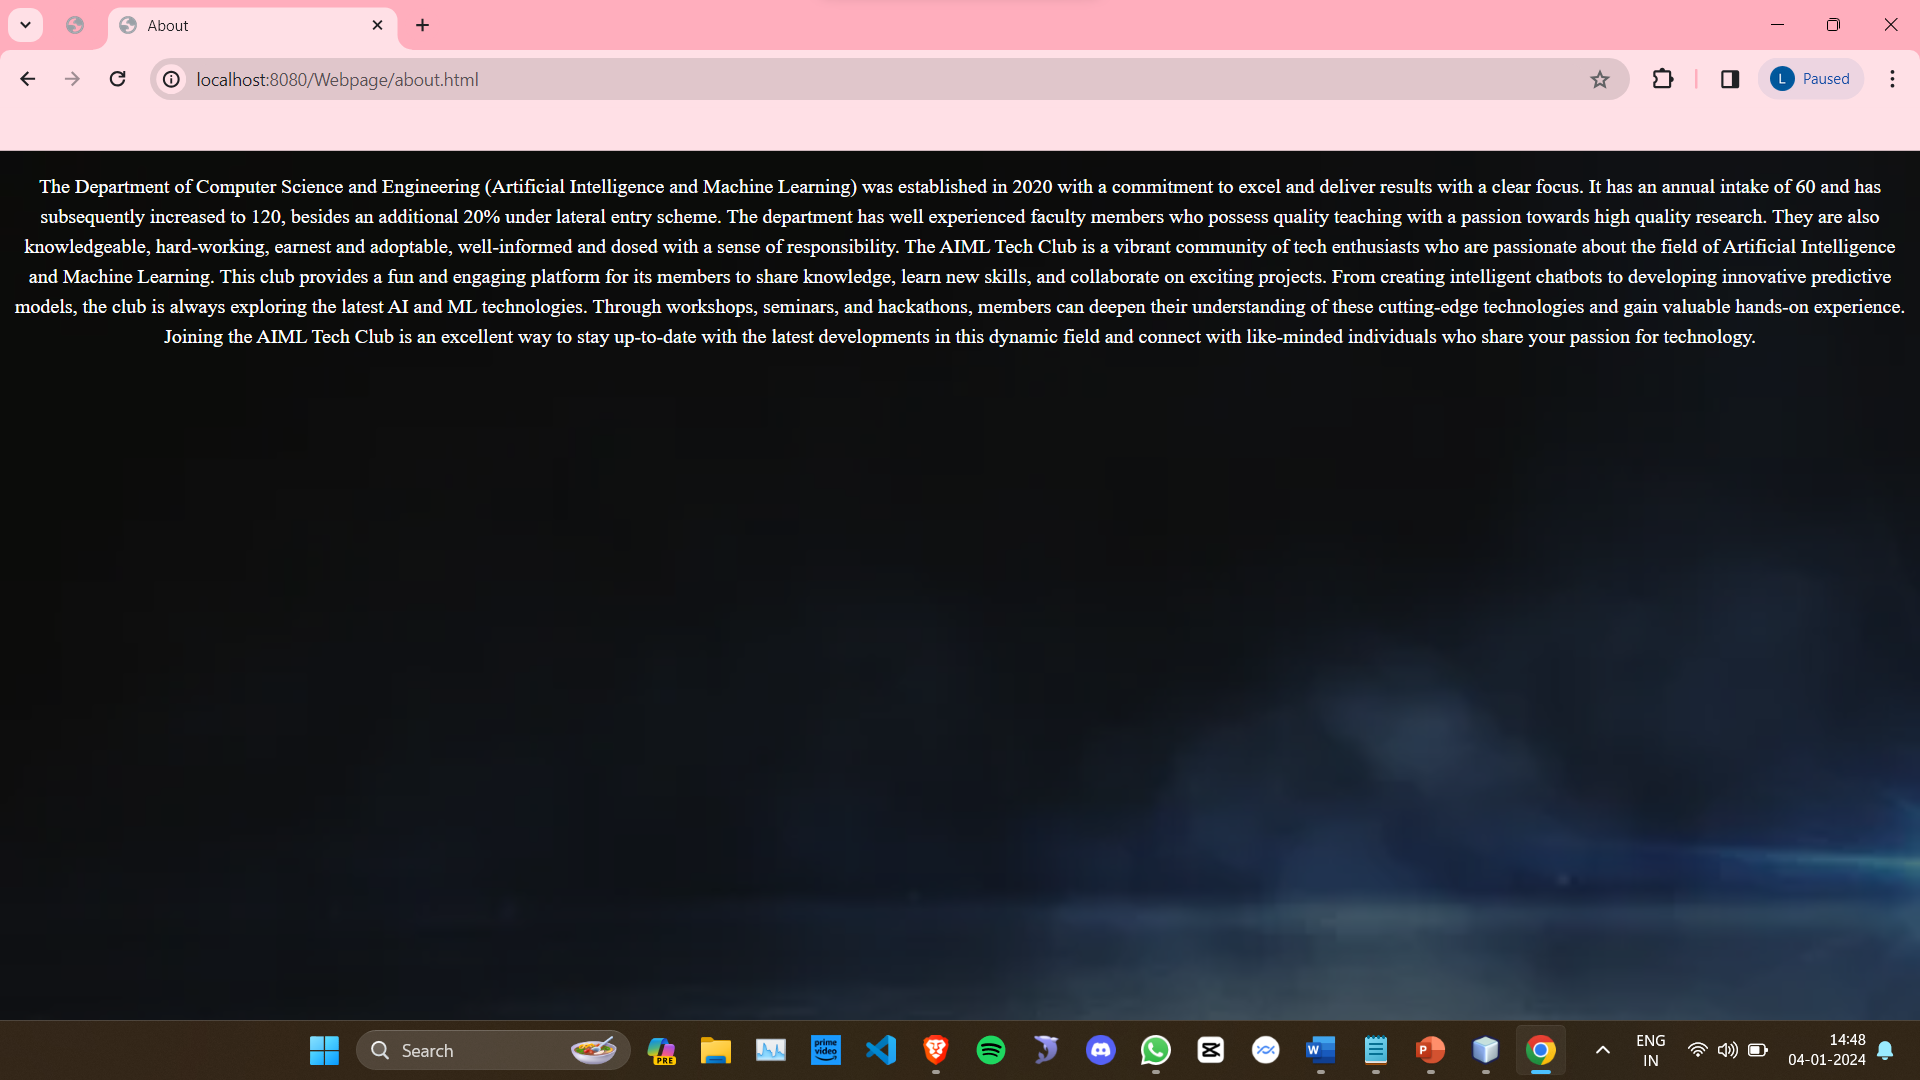 About
localhost:8080/Webpage/about.html
L Paused
The Department of Computer Science and Engineering (Artificial Intelligence and Machine Learning) was established in 2020 with a commitment to excel and deliver results with a clear focus. It has an annual intake of 60 and has
subsequently increased to 120, besides an additional 20% under lateral entry scheme. The department has well experienced faculty members who possess quality teaching with a passion towards high quality research. They are also
knowledgeable, hard-working, earnest and adoptable, well-informed and dosed with a sense of responsibility. The AIML Tech Club is a vibrant community of tech enthusiasts who are passionate about the field of Artificial Intelligence
and Machine Learning. This club provides a fun and engaging platform for its members to share knowledge, learn new skills, and collaborate on exciting projects. From creating intelligent chatbots to developing innovative predictive
models, the club is always exploring the latest AI and ML technologies. Through workshops, seminars, and hackathons, members can deepen their understanding of these cutting-edge technologies and gain valuable hands-on experience.
Joining the AIML Tech Club is an excellent way to stay up-to-date with the latest developments in this dynamic field and connect with like-minded individuals who share your passion for technology.
Search
PRE
prime
video
W
P
ENG
IN
14:48
04-01-2024